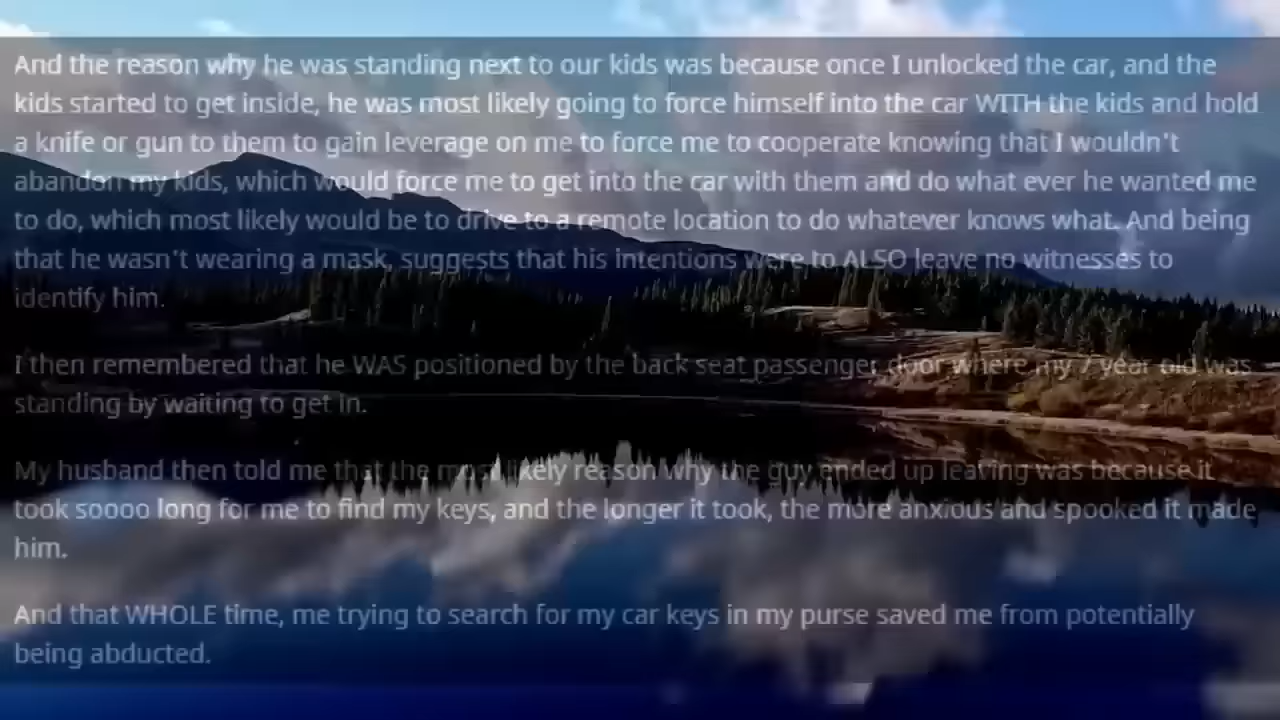 And the reason why he was standing next to our kids was because once I unlocked the car, and the
kids started to get inside, he was most likely going to force himself into the car WITH the kids and hold
a knife or gun to them to gain leverage on me to force me to cooperate knowing that I wouldn't
abandon my kids, which would force me to get into the car with them and do what ever he wanted me
to do, which most likely would be to drive to a remote location to do whatever knows what. And being
that he wasn't wearing a mask, suggests that his intentions were to ALSO leave no witnesses to
identify him.
I then remembered that he WAS positioned by the back seat passenger door where my 7 year old was
standing by waiting to get in.
My husband then told me that the most likely reason why the guy ended up leaving was because it
took soooo long for me to find my keys, and the longer it took, the more anxious and spooked it made
him.
And that WHOLE time, me trying to search for my car keys in my purse saved me from potentially
being abducted.